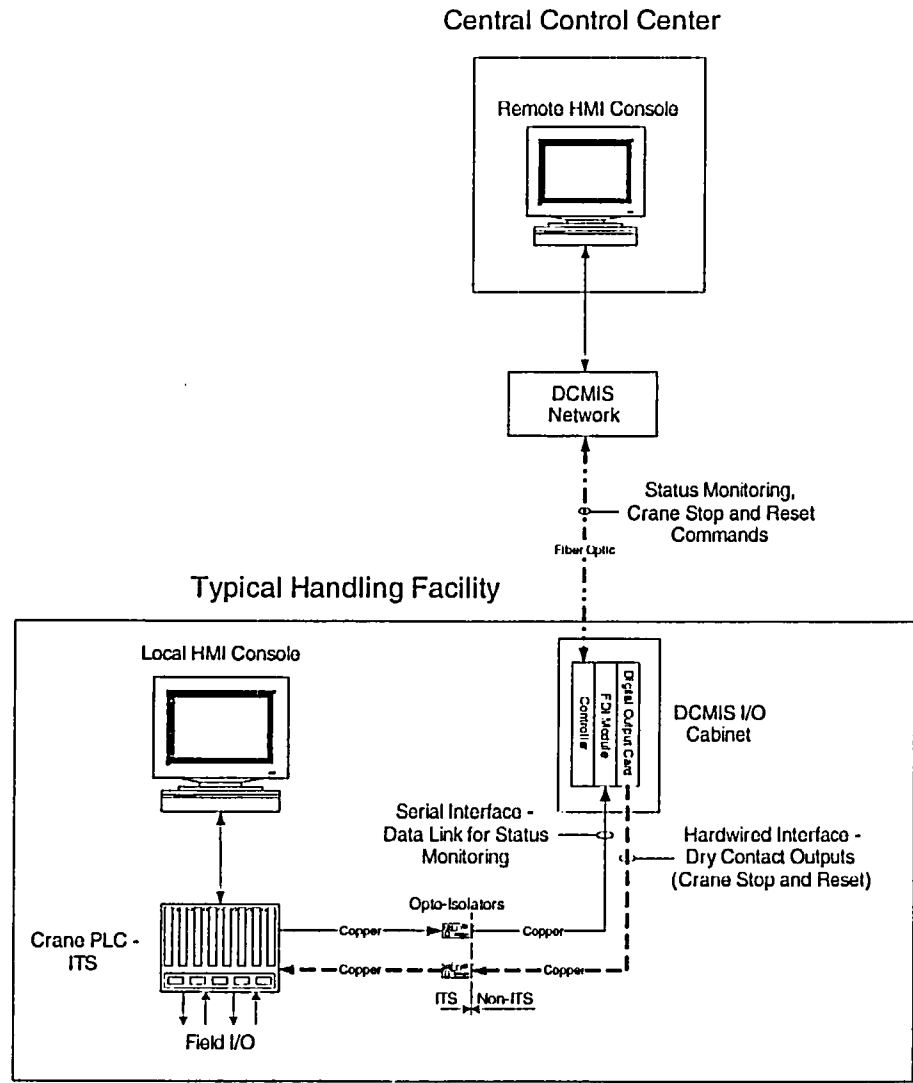 Central Control Center
Remote HMI Console
DCMIS
Network
Status Monitoring,
Crane Stop and Reset
Commands
Fiber Optic
Typical Handling Facility
Local HMI Console
Controller
FDI Module
Digital Output Card
DCMIS I/O
Cabinet
Serial Interface -
Data Link for Status
Monitoring
Hardwired Interface -
Dry Contact Outputs
(Crane Stop and Reset)
Opto-Isolators
Crane PLC -
ITS
Copper
Copper
Copper
Copper
ITS
Non-ITS
Field I/O